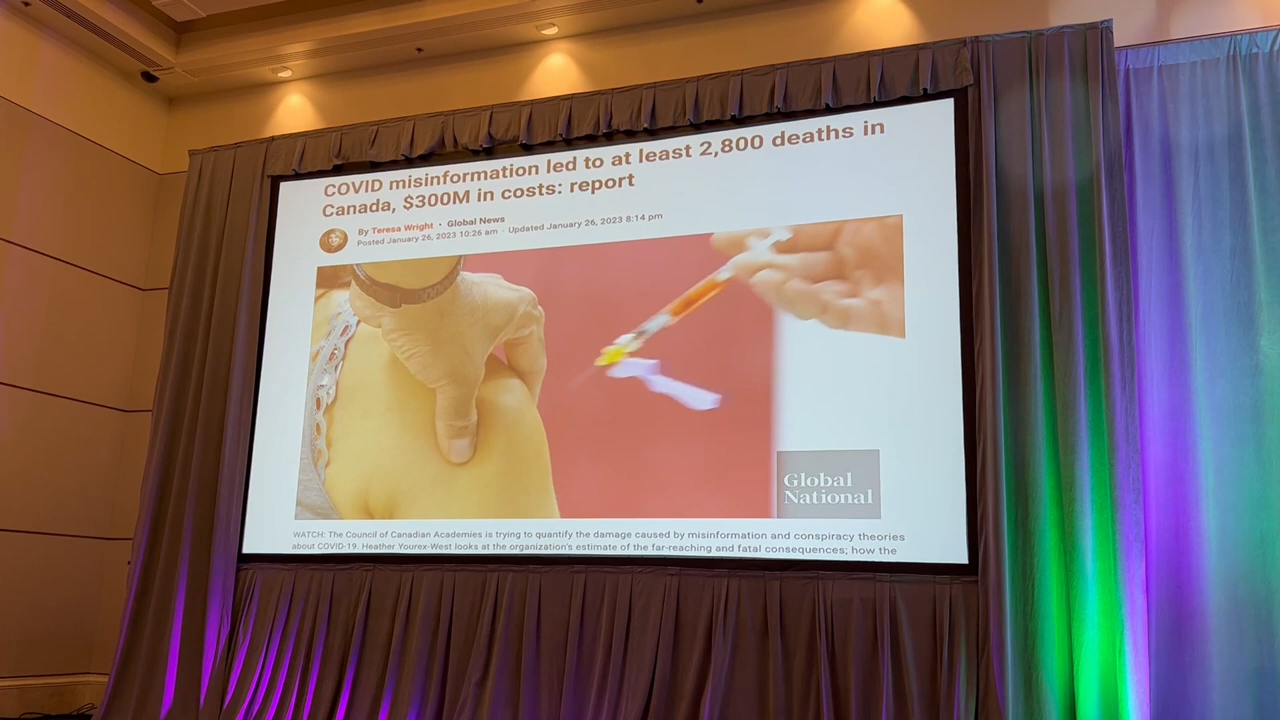 COVID misinformation led to at least 2,800 deaths in
Canada, $300M in costs: report
By Teresa Wright • Global News
Posted January 26, 2023 10:26 am · Updated January 26, 2023 8:14 pm
Global
National
WATCH: The Council of Canadian Academies is trying to quantify the damage caused by misinformation and conspiracy theories
about COVID-19. Heather Yourex-West looks at the organization's estimate of the far-reaching and fatal consequences; how the